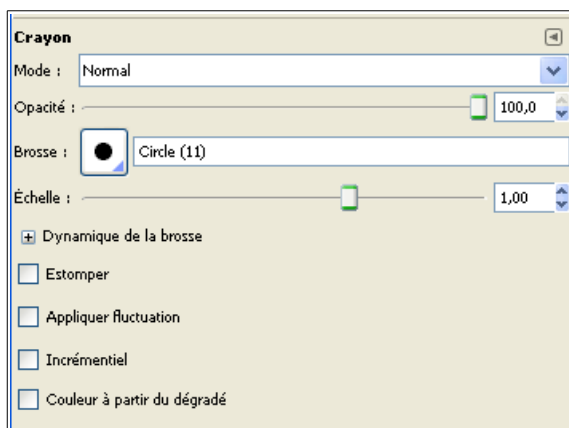 Crayon
Mode : Normal
Opacité : 100,0
Brosse : Circle (11)
Échelle : 1,00
Dynamique de la brosse
Estomper
Appliquer fluctuation
Incrémentiel
Couleur à partir du dégradé